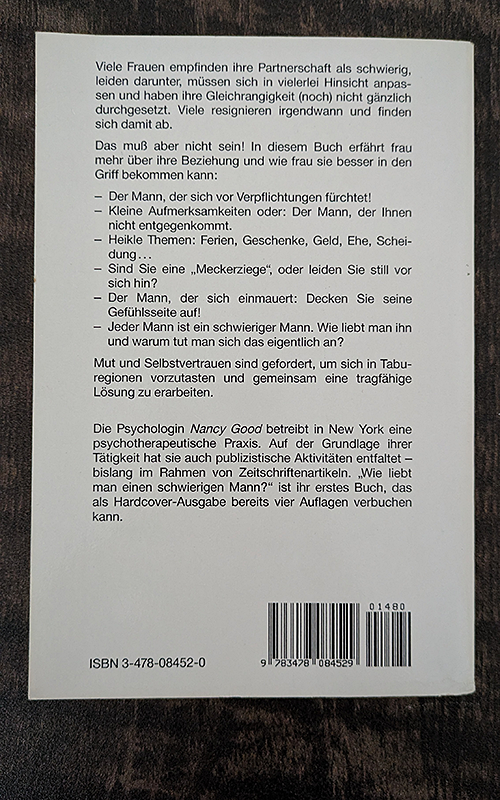 Viele Frauen empfinden ihre Partnerschaft als schwierig,
leiden darunter, müssen sich in vielerlei Hinsicht anpas-
sen und haben ihre Gleichrangigkeit (noch) nicht gänzlich
durchgesetzt. Viele resignieren irgendwann und finden
sich damit ab.
Das muß aber nicht sein! In diesem Buch erfährt frau
mehr über ihre Beziehung und wie frau sie besser in den
Griff bekommen kann:
– Der Mann, der sich vor Verpflichtungen fürchtet!
– Kleine Aufmerksamkeiten oder: Der Mann, der Ihnen
nicht entgegenkommt.
– Heikle Themen: Ferien, Geschenke, Geld, Ehe, Schei-
dung...
– Sind Sie eine „Meckerziege", oder leiden Sie still vor
sich hin?
– Der Mann, der sich einmauert: Decken Sie seine
Gefühlsseite auf!
– Jeder Mann ist ein schwieriger Mann. Wie liebt man ihn
und warum tut man sich das eigentlich an?
Mut und Selbstvertrauen sind gefordert, um sich in Tabu-
regionen vorzutasten und gemeinsam eine tragfähige
Lösung zu erarbeiten.
Die Psychologin Nancy Good betreibt in New York eine
psychotherapeutische Praxis. Auf der Grundlage ihrer
Tätigkeit hat sie auch publizistische Aktivitäten entfaltet –
bislang im Rahmen von Zeitschriftenartikeln. „Wie liebt
man einen schwierigen Mann?" ist ihr erstes Buch, das
als Hardcover-Ausgabe bereits vier Auflagen verbuchen
kann.
01480
ISBN 3-478-08452-0
9 783478 084529